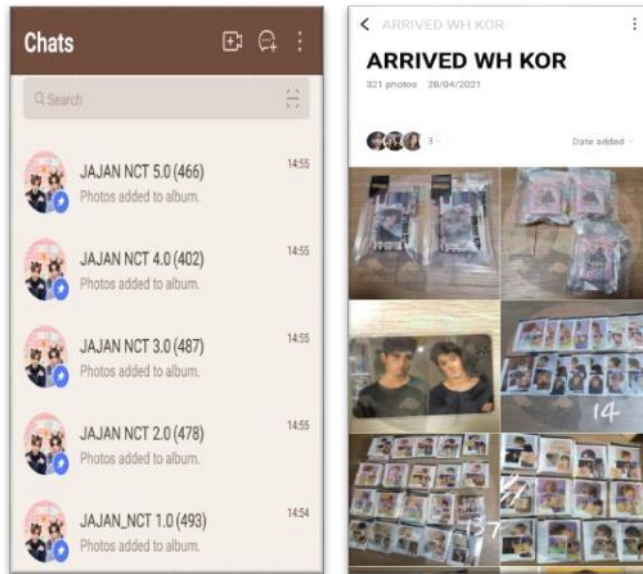 Chats
Search
JAJAN NCT 5.0 (466)
14:55
Photos added to album.
JAJAN NCT 4.0 (402)
14:55
Photos added to album.
JAJAN NCT 3.0 (487)
14:55
Photos added to album.
JAJAN NCT 2.0 (478)
14:55
Photos added to album.
JAJAN_NCT 1.0 (493)
14:54
Photos added to album.
ARRIVED WH KOR
ARRIVED WH KOR
321 photos 28/04/2021
3
Date added
14
137